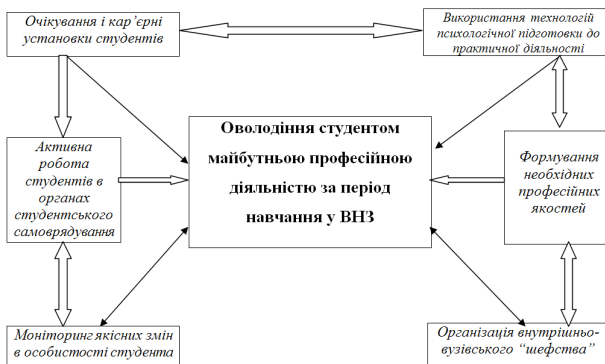 Очікування і кар’єрні
установки студентів
Використання технологій
психологічної підготовки до
практичної діяльності
Оволодіння студентом
майбутньою професійною
діяльністю за період
навчання у ВНЗ
Активна
робота
студентів в
органах
студентського
самоврядування
Формування
необхідних
професійних
якостей
Моніторинг якісних змін
в особистості студента
Організація внутрішньо-
вузівського “шефства”